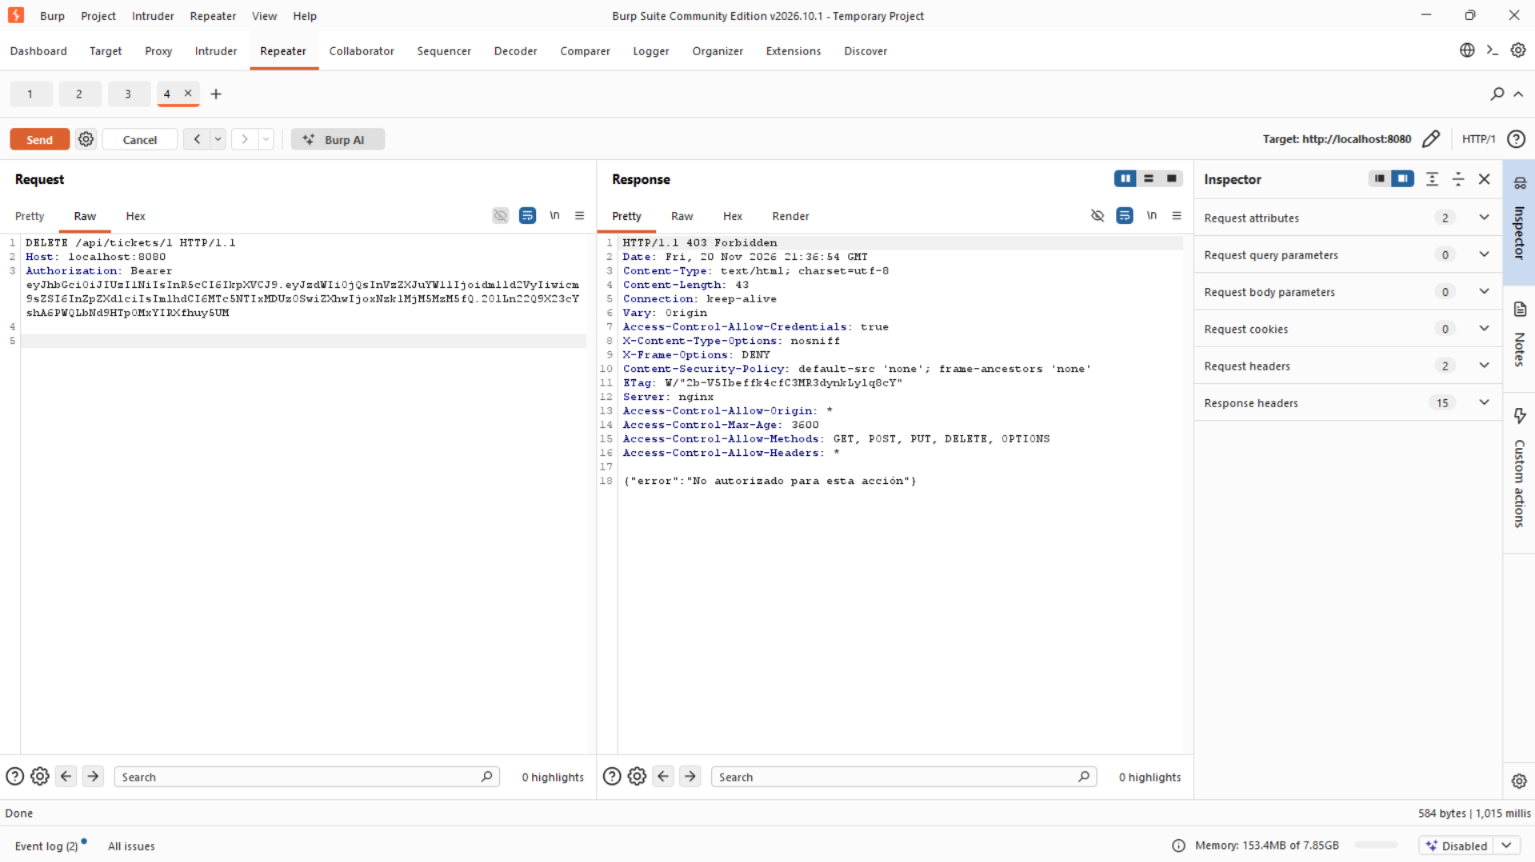 Burp Project Intruder Repeater View Help
Burp Suite Community Edition v2026.10.1 - Temporary Project
Dashboard Target Proxy Intruder Repeater Collaborator Sequencer Decoder Comparer Logger Organizer Extensions Discover
1 2 3 4 × +
Send Cancel < > Burp AI
Target: http://localhost:8080 HTTP/1
Request
Pretty Raw Hex \n
1 DELETE /api/tickets/1 HTTP/1.1
2 Host: localhost:8080
3 Authorization: Bearer
4
5
Search 0 highlights
Response
Pretty Raw Hex Render \n
1 HTTP/1.1 403 Forbidden
2 Date: Fri, 20 Nov 2026 21:36:54 GMT
3 Content-Type: text/html; charset=utf-8
4 Content-Length: 43
5 Connection: keep-alive
6 Vary: Origin
7 Access-Control-Allow-Credentials: true
8 X-Content-Type-Options: nosniff
9 X-Frame-Options: DENY
10 Content-Security-Policy: default-src 'none'; frame-ancestors 'none'
11 ETag:
12 Server: nginx
13 Access-Control-Allow-Origin: *
14 Access-Control-Max-Age: 3600
15 Access-Control-Allow-Methods: GET, POST, PUT, DELETE, OPTIONS
16 Access-Control-Allow-Headers: *
17
18 {"error":"No autorizado para esta acción"}
Search 0 highlights
Inspector
Request attributes 2
Request query parameters 0
Request body parameters 0
Request cookies 0
Request headers 2
Response headers 15
Inspector
Notes
Custom actions
Done
584 bytes | 1,015 millis
Event log (2) All issues
Memory: 153.4MB of 7.85GB
Disabled